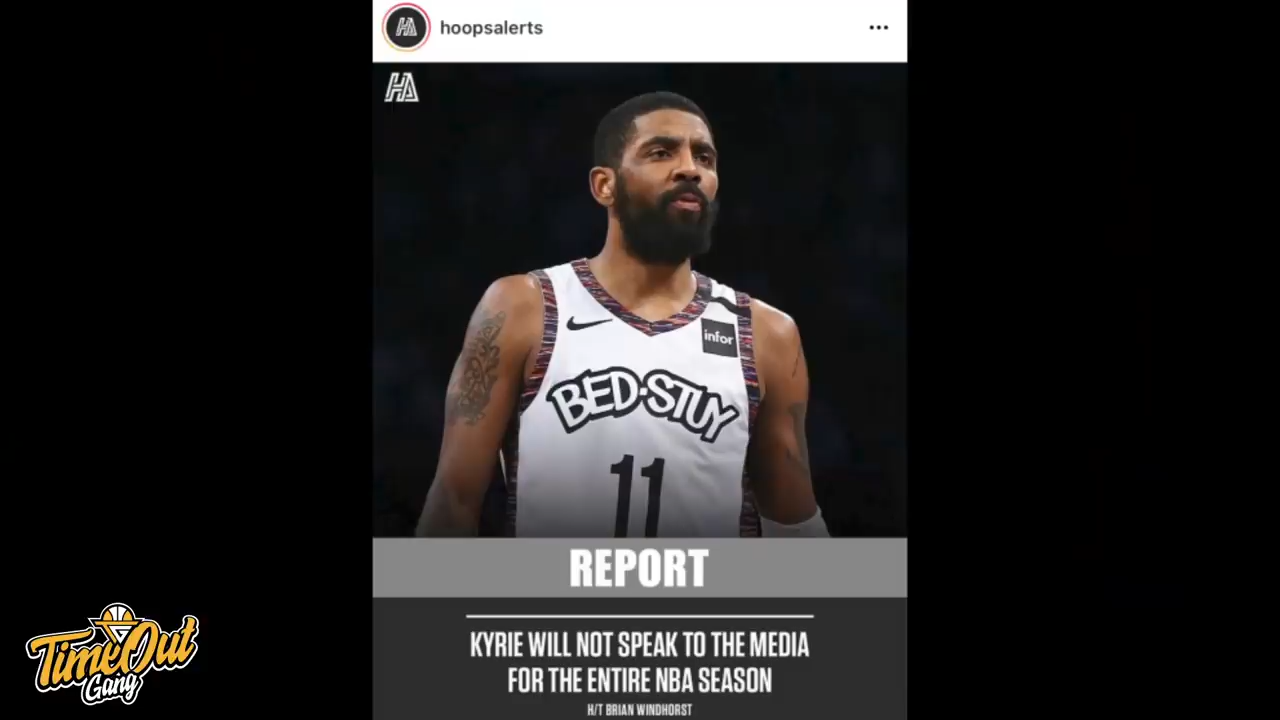 HA
hoopsalerts
HA
infor
BED-STUY
11
REPORT
KYRIE WILL NOT SPEAK TO THE MEDIA
FOR THE ENTIRE NBA SEASON
H/T BRIAN WINDHORST
TimeOut
Gang